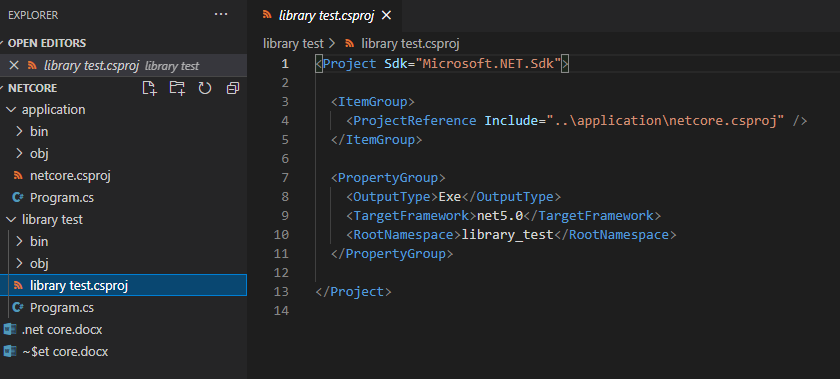 EXPLORER
OPEN EDITORS
library test.csproj library test
NETCORE
application
bin
obj
netcore.csproj
C# Program.cs
library test
bin
obj
library test.csproj
C# Program.cs
.net core.docx
~$et core.docx
library test.csproj
library test > library test.csproj
1 <Project Sdk="Microsoft.NET.Sdk">
2
3 <ItemGroup>
4 <ProjectReference Include="..\application\netcore.csproj" />
5 </ItemGroup>
6
7 <PropertyGroup>
8 <OutputType>Exe</OutputType>
9 <TargetFramework>net5.0</TargetFramework>
10 <RootNamespace>library_test</RootNamespace>
11 </PropertyGroup>
12
13 </Project>
14